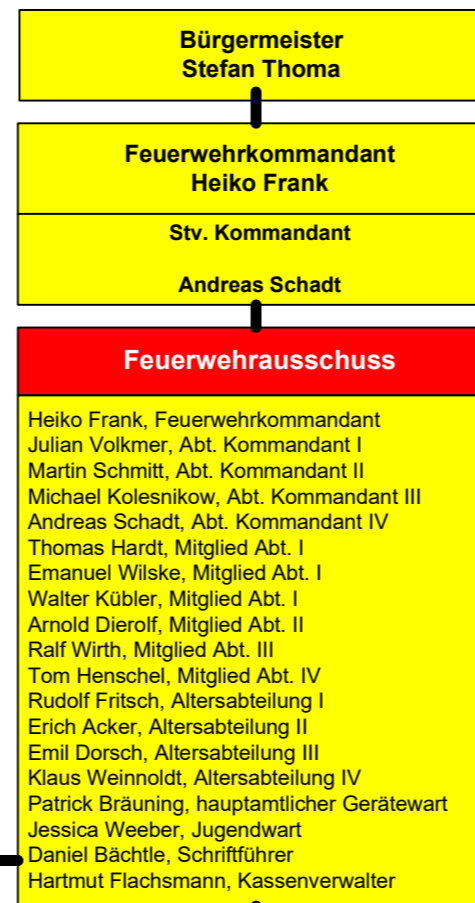 Bürgermeister
Stefan Thoma
Feuerwehrkommandant
Heiko Frank
Stv. Kommandant
Andreas Schadt
Feuerwehrausschuss
Heiko Frank, Feuerwehrkommandant
Julian Volkmer, Abt. Kommandant I
Martin Schmitt, Abt. Kommandant II
Michael Kolesnikow, Abt. Kommandant III
Andreas Schadt, Abt. Kommandant IV
Thomas Hardt, Mitglied Abt. I
Emanuel Wilske, Mitglied Abt. I
Walter Kübler, Mitglied Abt. I
Arnold Dierolf, Mitglied Abt. II
Ralf Wirth, Mitglied Abt. III
Tom Henschel, Mitglied Abt. IV
Rudolf Fritsch, Altersabteilung I
Erich Acker, Altersabteilung II
Emil Dorsch, Altersabteilung III
Klaus Weinnoldt, Altersabteilung IV
Patrick Bräuning, hauptamtlicher Gerätewart
Jessica Weeber, Jugendwart
Daniel Bächtle, Schriftführer
Hartmut Flachsmann, Kassenverwalter